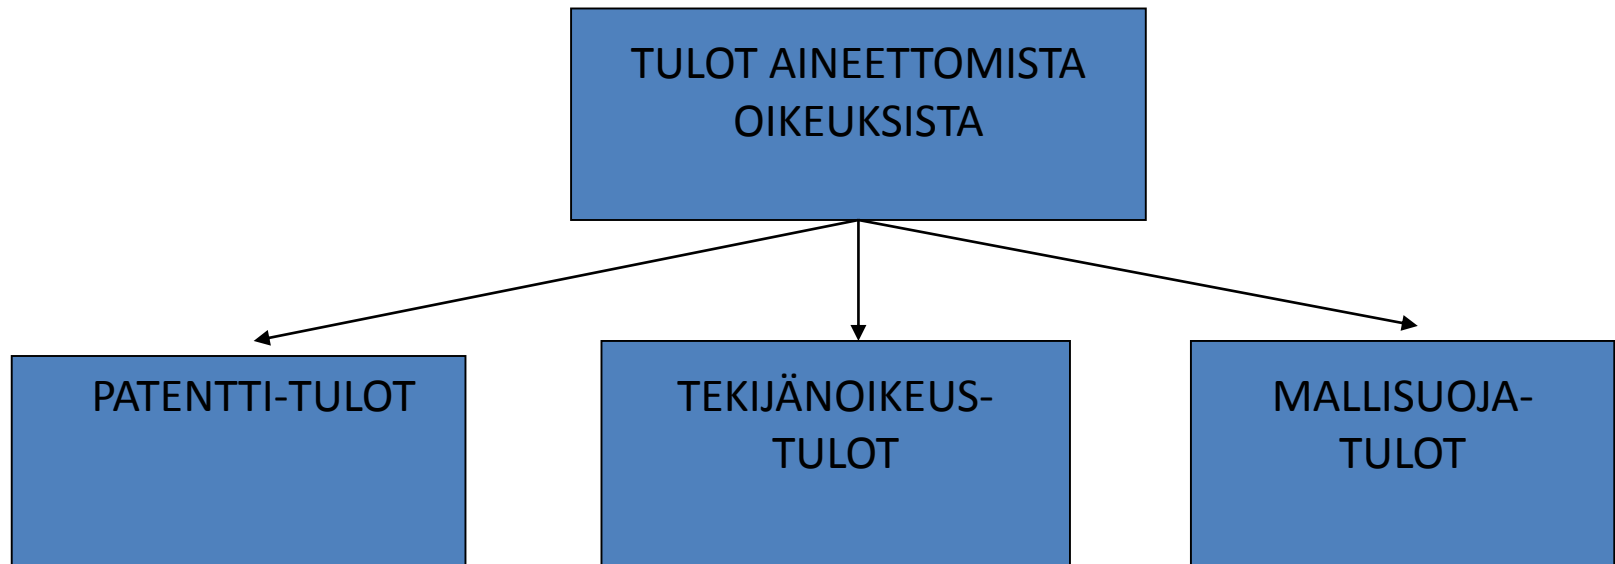 TULOT AINEETTOMISTA
OIKEUKSISTA
PATENTTI-TULOT
TEKIJÄNOIKEUS-
TULOT
MALLISUOJA-
TULOT